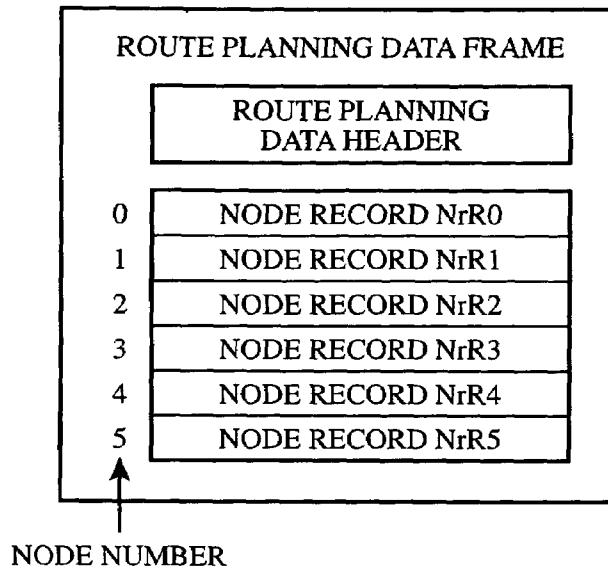 ROUTE PLANNING DATA FRAME
ROUTE PLANNING
DATA HEADER
0 NODE RECORD NrR0
1 NODE RECORD NrR1
2 NODE RECORD NrR2
3 NODE RECORD NrR3
4 NODE RECORD NrR4
5 NODE RECORD NrR5
NODE NUMBER